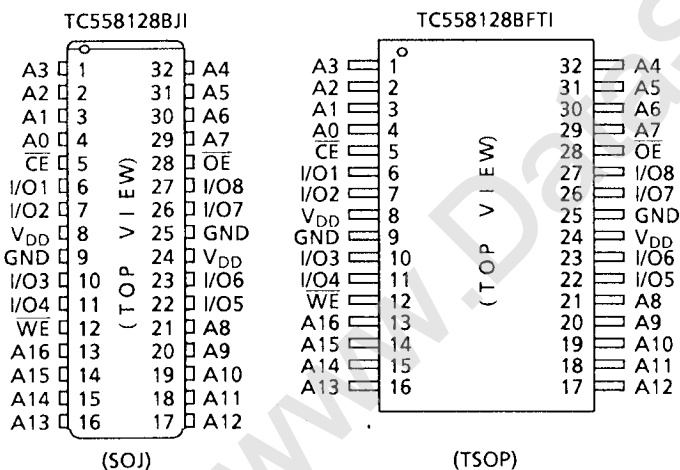 TC558128BJI
A3 1 32 A4
A2 2 31 A5
A1 3 30 A6
A0 4 29 A7
C̅E̅ 5 28 O̅E̅
I/O1 6 27 I/O8
I/O2 7 26 I/O7
VDD 8 25 GND
GND 9 24 VDD
I/O3 10 23 I/O6
I/O4 11 22 I/O5
W̅E̅ 12 21 A8
A16 13 20 A9
A15 14 19 A10
A14 15 18 A11
A13 16 17 A12
(TOP VIEW)
(SOJ)
TC558128BFTI
A3 1 32 A4
A2 2 31 A5
A1 3 30 A6
A0 4 29 A7
C̅E̅ 5 28 O̅E̅
I/O1 6 27 I/O8
I/O2 7 26 I/O7
VDD 8 25 GND
GND 9 24 VDD
I/O3 10 23 I/O6
I/O4 11 22 I/O5
W̅E̅ 12 21 A8
A16 13 20 A9
A15 14 19 A10
A14 15 18 A11
A13 16 17 A12
(TOP VIEW)
(TSOP)
www.Datas